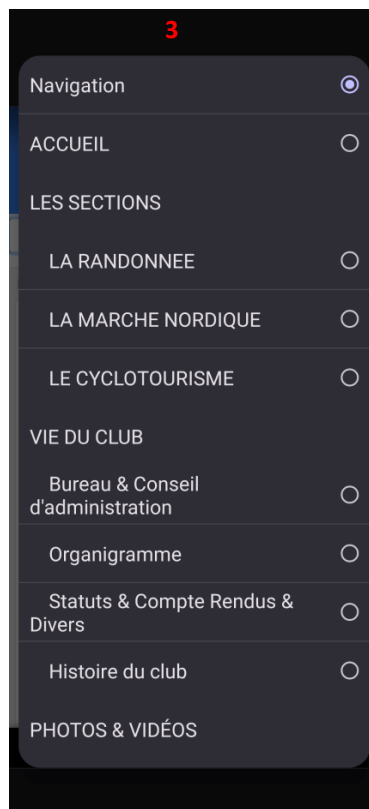 3
Navigation
ACCUEIL
LES SECTIONS
LA RANDONNEE
LA MARCHE NORDIQUE
LE CYCLOTOURISME
VIE DU CLUB
Bureau & Conseil
d'administration
Organigramme
Statuts & Compte Rendus &
Divers
Histoire du club
PHOTOS & VIDÉOS